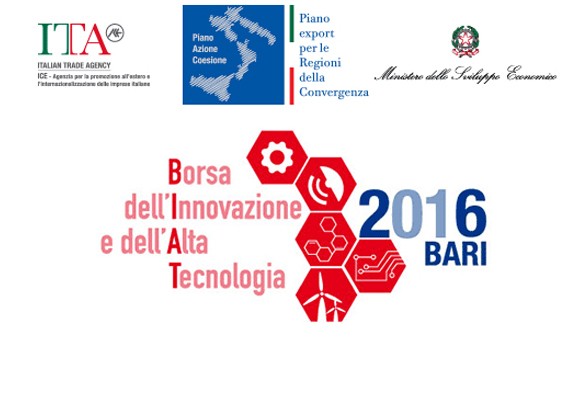 ITA
ITALIAN TRADE AGENCY
ICE - Agenzia per la promozione all'estero e
l'internazionalizzazione delle imprese italiane
Piano
Azione
Coesione
Piano
export
per le
Regioni
della
Convergenza
Ministero dello Sviluppo Economico
Borsa
dell'Innovazione
e dell'Alta
Tecnologia
2016
BARI